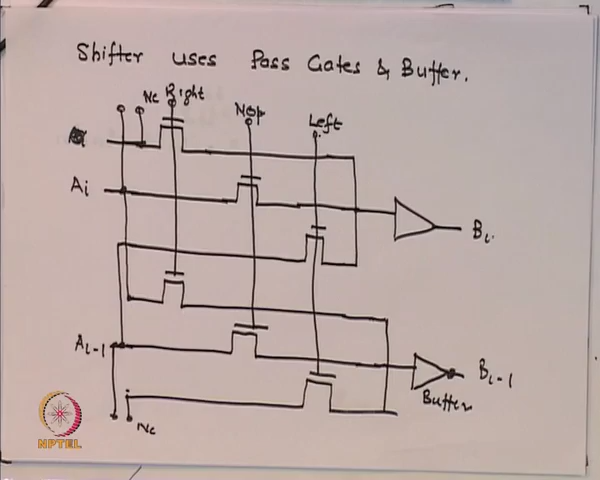 Shifter uses Pass Gates & Buffer.
Nc Right
Nop
Left
Ai
Bi
Ai-1
Bi-1
Buffer
Nc
NPTEL